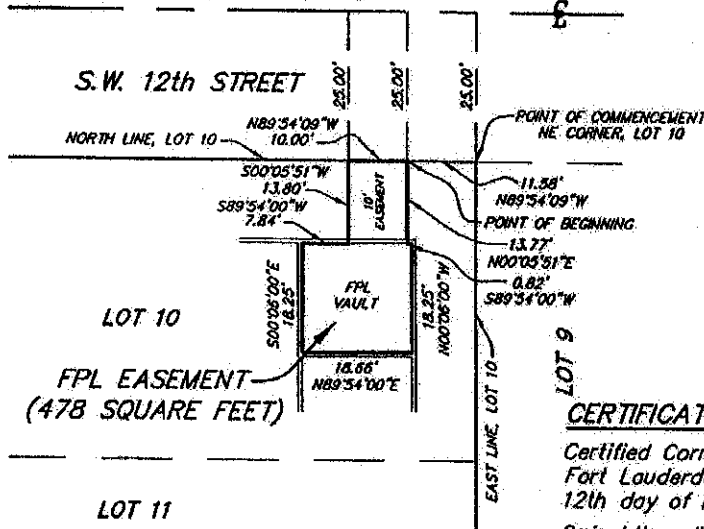 ℄
S.W. 12th STREET
25.00'
25.00'
25.00'
N89°54'09"W
10.00'
POINT OF COMMENCEMENT
NE CORNER, LOT 10
NORTH LINE, LOT 10
S00°05'51"W
13.80'
S89°54'00"W
7.84'
10'
EASEMENT
11.58'
N89°54'09"W
POINT OF BEGINNING
13.77'
N00°05'51"E
0.82'
S89°54'00"W
S00°06'00"E
18.25'
FPL
VAULT
18.25'
N00°06'00"W
LOT 10
FPL EASEMENT
(478 SQUARE FEET)
18.66'
N89°54'00"E
EAST LINE, LOT 10
LOT 9
LOT 11
CERTIFICAT
Certified Corr
Fort Lauderd
12th day of